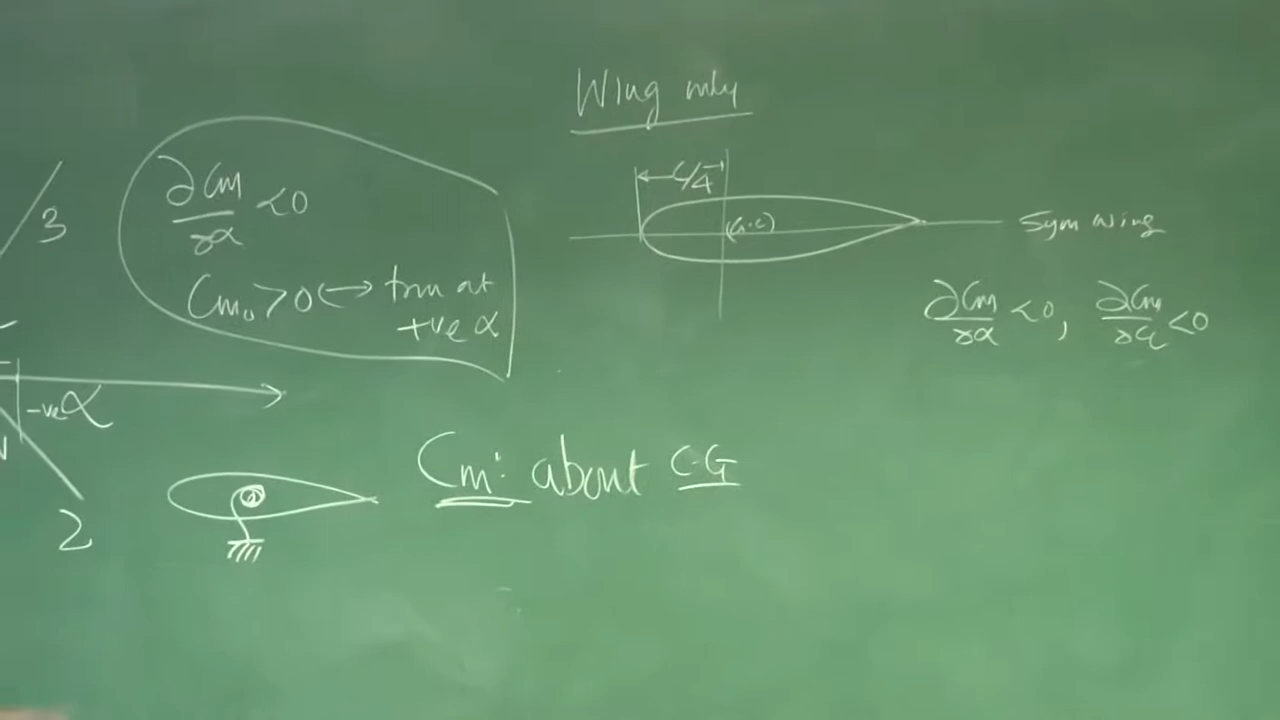 Wing only
∂Cm/∂α <0
Cm₀ >0 ↔ trim at
+ve α
3
C/4
(a.c)
Sym wing
∂Cm/∂α <0, ∂Cm/∂CL <0
-ve α
2
Cm: about C.G